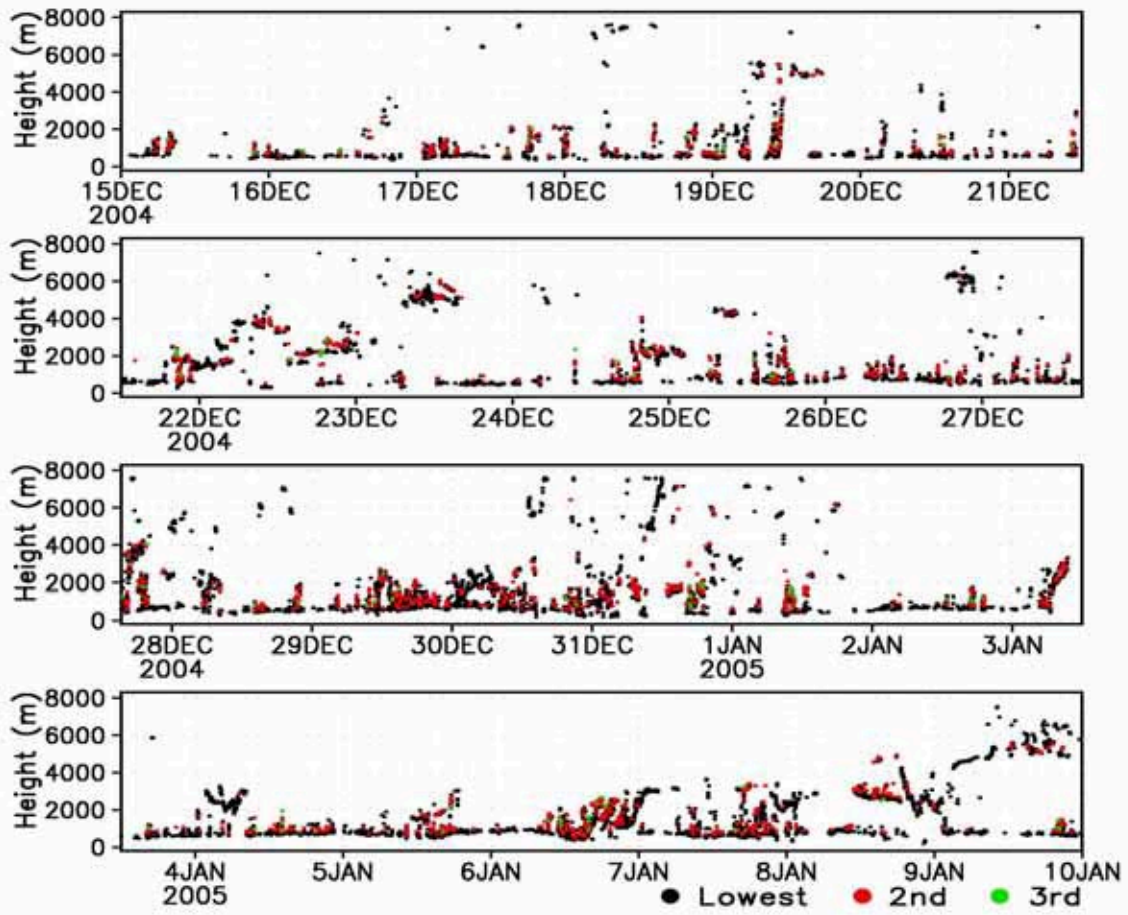 Height (m)
8000
6000
4000
2000
0
15DEC 16DEC 17DEC 18DEC 19DEC 20DEC 21DEC
2004
Height (m)
8000
6000
4000
2000
0
22DEC 23DEC 24DEC 25DEC 26DEC 27DEC
2004
Height (m)
8000
6000
4000
2000
0
28DEC 29DEC 30DEC 31DEC 1JAN 2JAN 3JAN
2004 2005
Height (m)
8000
6000
4000
2000
0
4JAN 5JAN 6JAN 7JAN 8JAN 9JAN 10JAN
2005
Lowest 2nd 3rd